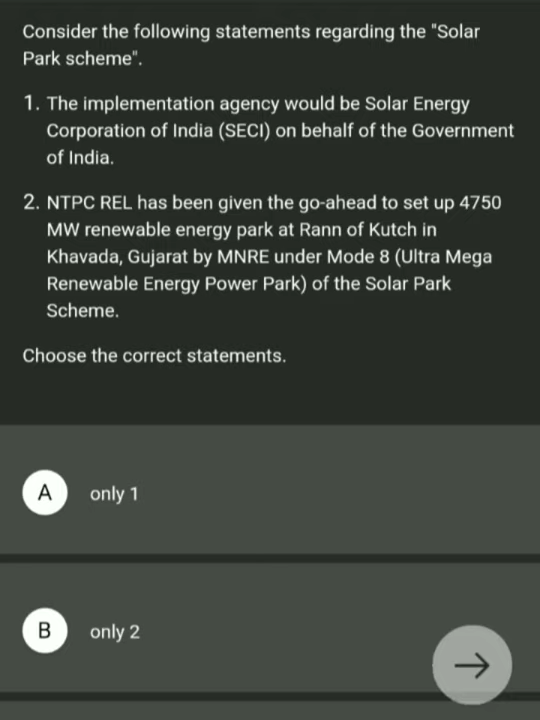 Consider the following statements regarding the "Solar
Park scheme".
1. The implementation agency would be Solar Energy
Corporation of India (SECI) on behalf of the Government
of India.
2. NTPC REL has been given the go-ahead to set up 4750
MW renewable energy park at Rann of Kutch in
Khavada, Gujarat by MNRE under Mode 8 (Ultra Mega
Renewable Energy Power Park) of the Solar Park
Scheme.
Choose the correct statements.
A only 1
B only 2